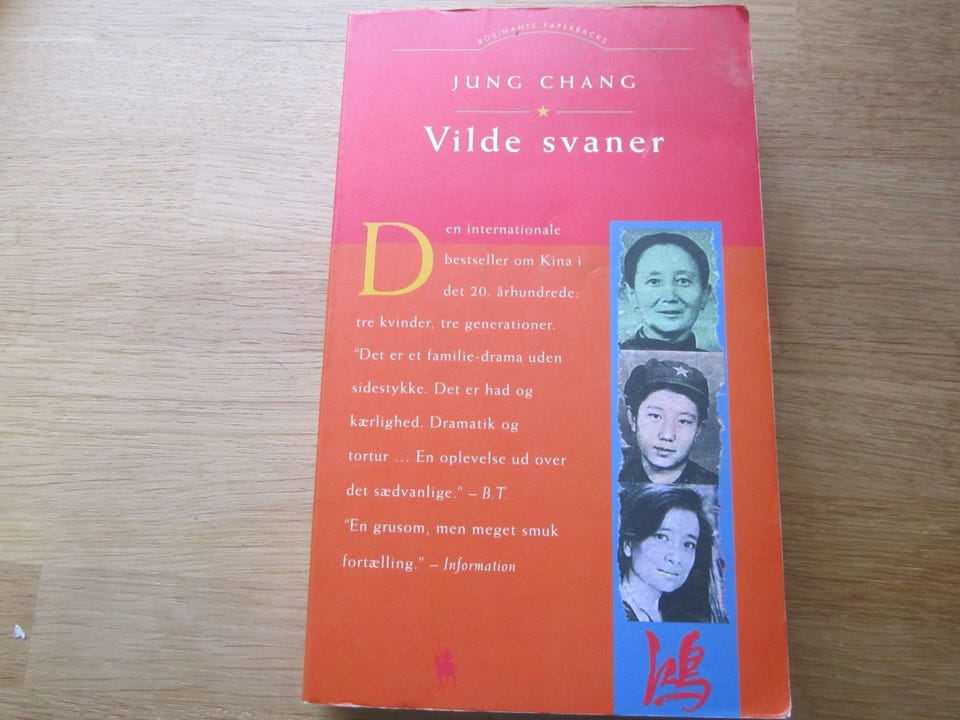 ROSINANTE PAPERBACKS
JUNG CHANG
Vilde svaner
Den internationale
bestseller om Kina i
det 20. århundrede:
tre kvinder, tre generationer.
"Det er et familie-drama uden
sidestykke. Det er had og
kærlighed. Dramatik og
tortur ... En oplevelse ud over
det sædvanlige." – B.T.
"En grusom, men meget smuk
fortælling." – Information
鴻